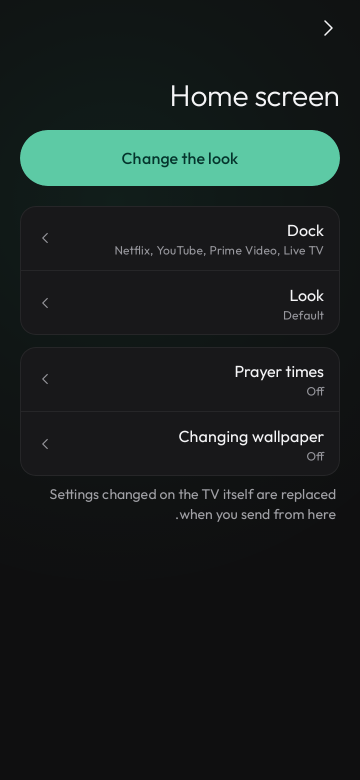 Home screen
Change the look
Dock
Netflix, YouTube, Prime Video, Live TV
Look
Default
Prayer times
Off
Changing wallpaper
Off
Settings changed on the TV itself are replaced
.when you send from here